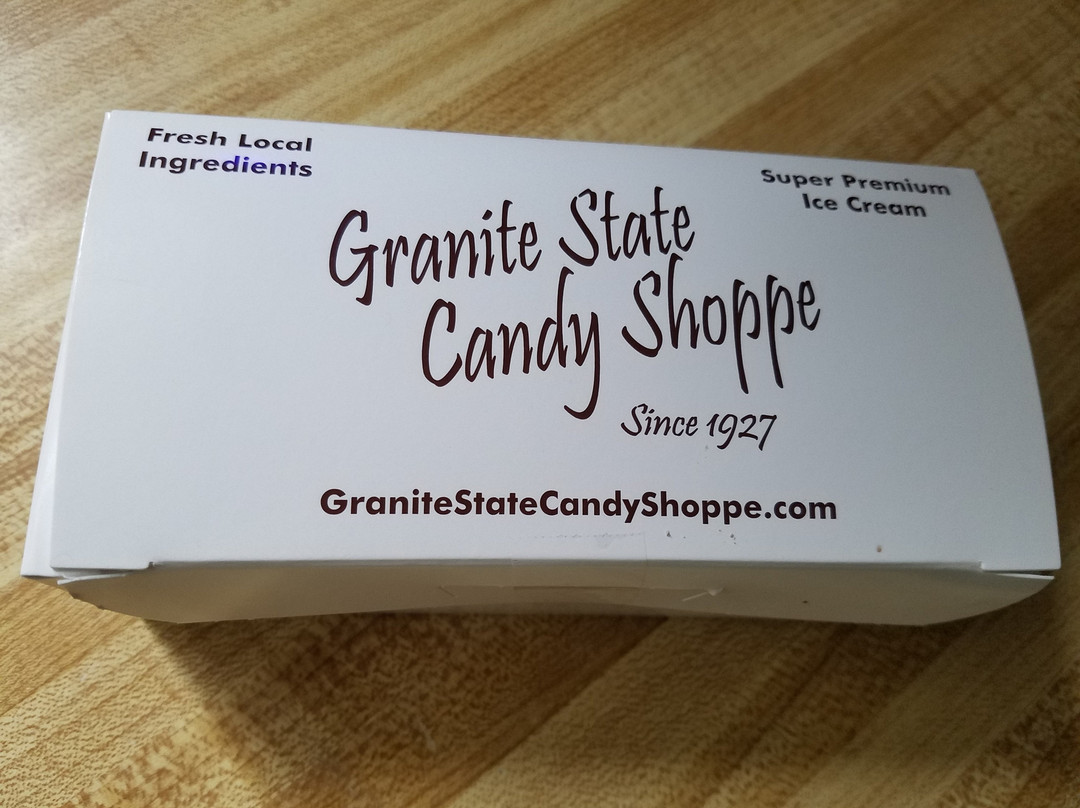 Fresh Local
Ingredients
Super Premium
Ice Cream
Granite State
Candy Shoppe
Since 1927
GraniteStateCandyShoppe.com